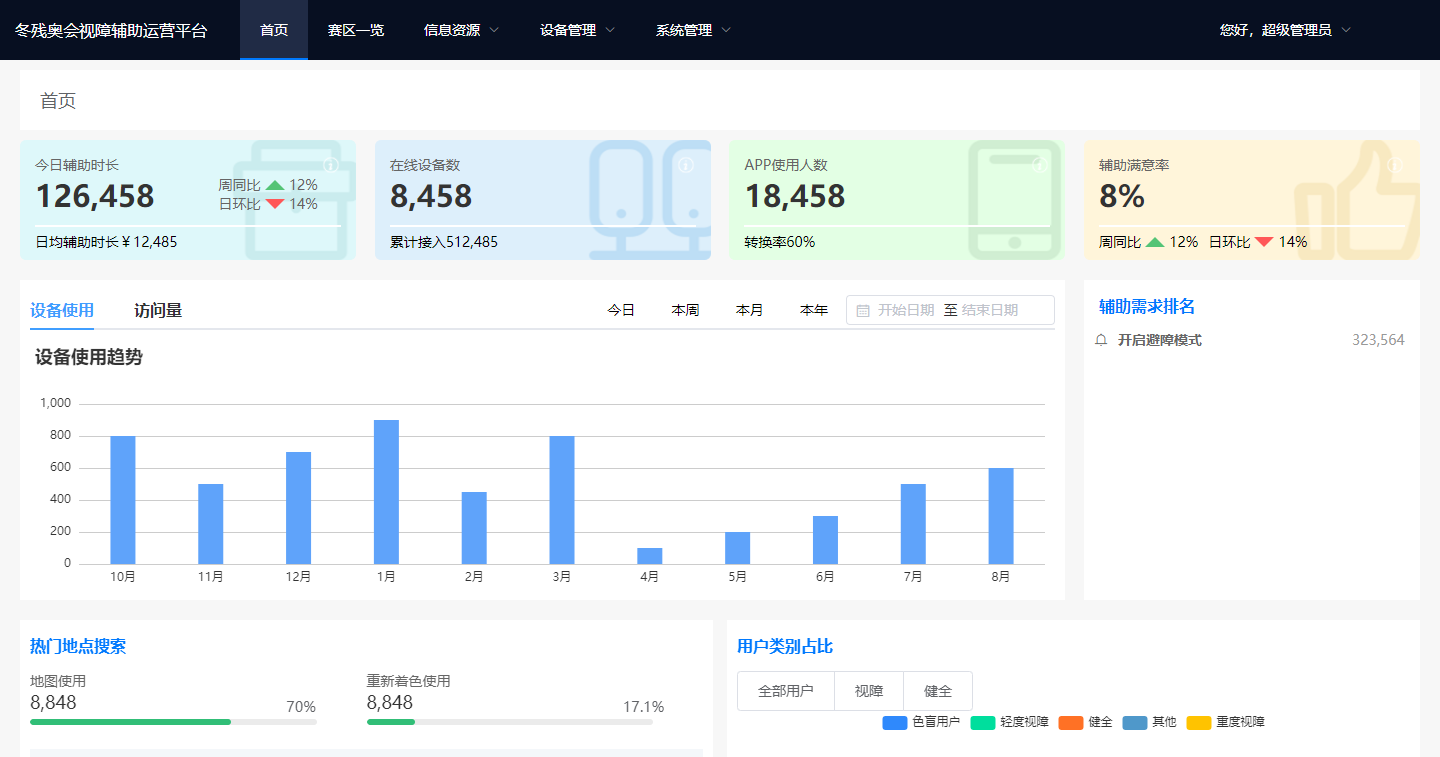 冬残奥会视障辅助运营平台 首页 赛区一览 信息资源 设备管理 系统管理 您好，超级管理员
首页
今日辅助时长
126,458
周同比 12%
日环比 14%
日均辅助时长￥12,485
在线设备数
8,458
累计接入512,485
APP使用人数
18,458
转换率60%
辅助满意率
8%
周同比 12% 日环比 14%
设备使用 访问量 今日 本周 本月 本年 开始日期 至 结束日期
设备使用趋势
1,000
800
600
400
200
0
10月 11月 12月 1月 2月 3月 4月 5月 6月 7月 8月
辅助需求排名
开启避障模式 323,564
热门地点搜索
地图使用
8,848 70%
重新着色使用
8,848 17.1%
用户类别占比
全部用户 视障 健全
色盲用户 轻度视障 健全 其他 重度视障